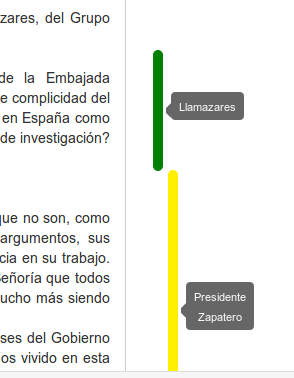 zares, del Grupo
de la Embajada
e complicidad del
Llamazares
en España como
de investigación?
que no son, como
argumentos, sus
cia en su trabajo.
Señoría que todos
ucho más siendo
Presidente
Zapatero
ses del Gobierno
os vivido en esta